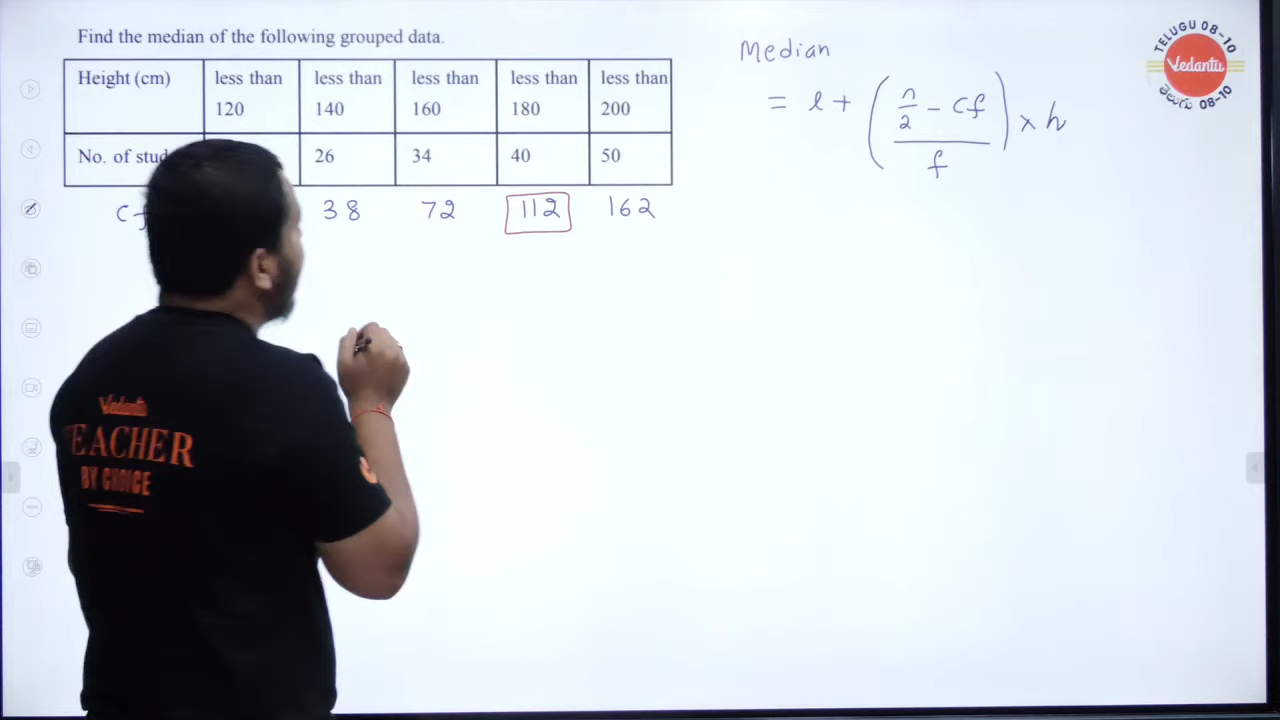 Find the median of the following grouped data.
Height (cm) less than 120 less than 140 less than 160 less than 180 less than 200
No. of 26 34 40 50
38 72 112 162
Median
= l + ( n/2 - cf / f ) × h
TELUGU 08-10
Vedantu
తెలుగు 08-10
Vedantu
TEACHER
BY CHOICE